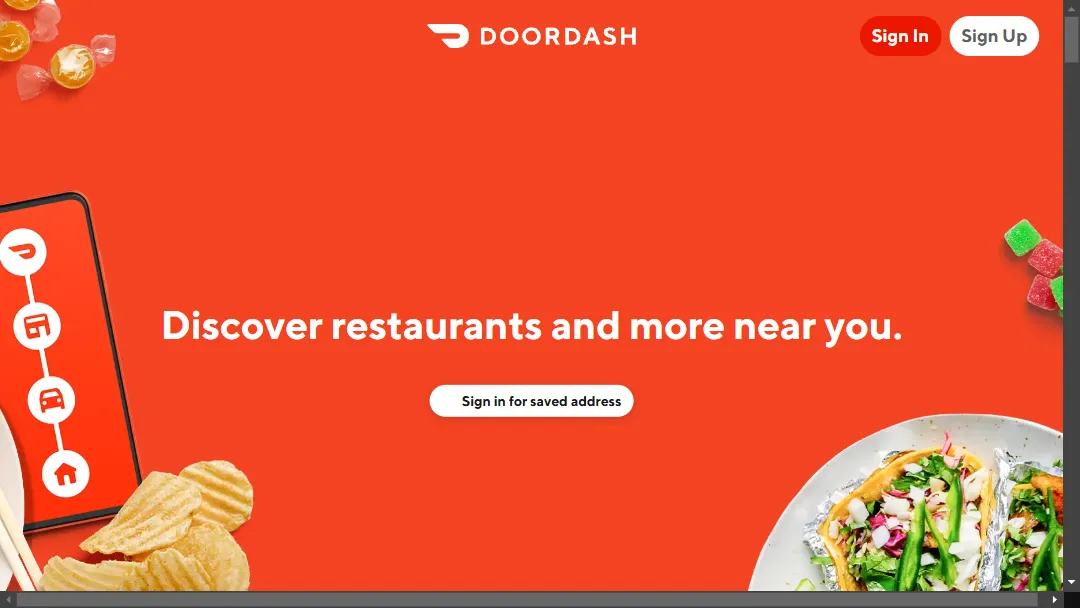 DOORDASH
Sign In
Sign Up
Discover restaurants and more near you.
Sign in for saved address